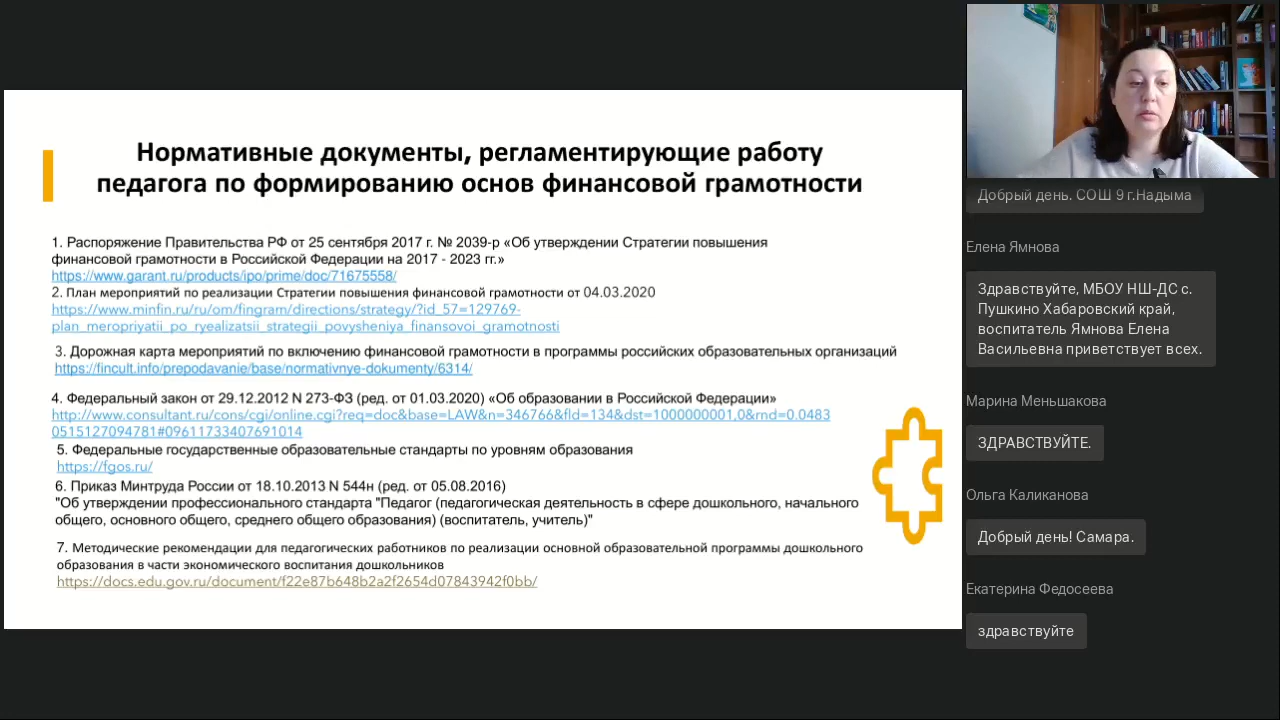 Нормативные документы, регламентирующие работу
педагога по формированию основ финансовой грамотности
1. Распоряжение Правительства РФ от 25 сентября 2017 г. № 2039-р «Об утверждении Стратегии повышения
финансовой грамотности в Российской Федерации на 2017 - 2023 гг.»
https://www.garant.ru/products/ipo/prime/doc/71675558/
2. План мероприятий по реализации Стратегии повышения финансовой грамотности от 04.03.2020
https://www.minfin.ru/ru/om/fingram/directions/strategy/?id_57=129769-
plan_meropriyatii_po_ryealizatsii_strategii_povysheniya_finansovoi_gramotnosti
3. Дорожная карта мероприятий по включению финансовой грамотности в программы российских образовательных организаций
https://fincult.info/prepodavanie/base/normativnye-dokumenty/6314/
4. Федеральный закон от 29.12.2012 N 273-ФЗ (ред. от 01.03.2020) «Об образовании в Российской Федерации»
http://www.consultant.ru/cons/cgi/online.cgi?req=doc&base=LAW&n=346766&fld=134&dst=1000000001,0&rnd=0.0483
0515127094781#09611733407691014
5. Федеральные государственные образовательные стандарты по уровням образования
https://fgos.ru/
6. Приказ Минтруда России от 18.10.2013 N 544н (ред. от 05.08.2016)
"Об утверждении профессионального стандарта "Педагог (педагогическая деятельность в сфере дошкольного, начального
общего, основного общего, среднего общего образования) (воспитатель, учитель)"
7. Методические рекомендации для педагогических работников по реализации основной образовательной программы дошкольного
образования в части экономического воспитания дошкольников
https://docs.edu.gov.ru/document/f22e87b648b2a2f2654d07843942f0bb/
Добрый день. СОШ 9 г.Надыма
Елена Ямнова
Здравствуйте, МБОУ НШ-ДС с.
Пушкино Хабаровский край,
воспитатель Ямнова Елена
Васильевна приветствует всех.
Марина Меньшакова
ЗДРАВСТВУЙТЕ.
Ольга Каликанова
Добрый день! Самара.
Екатерина Федосеева
здравствуйте